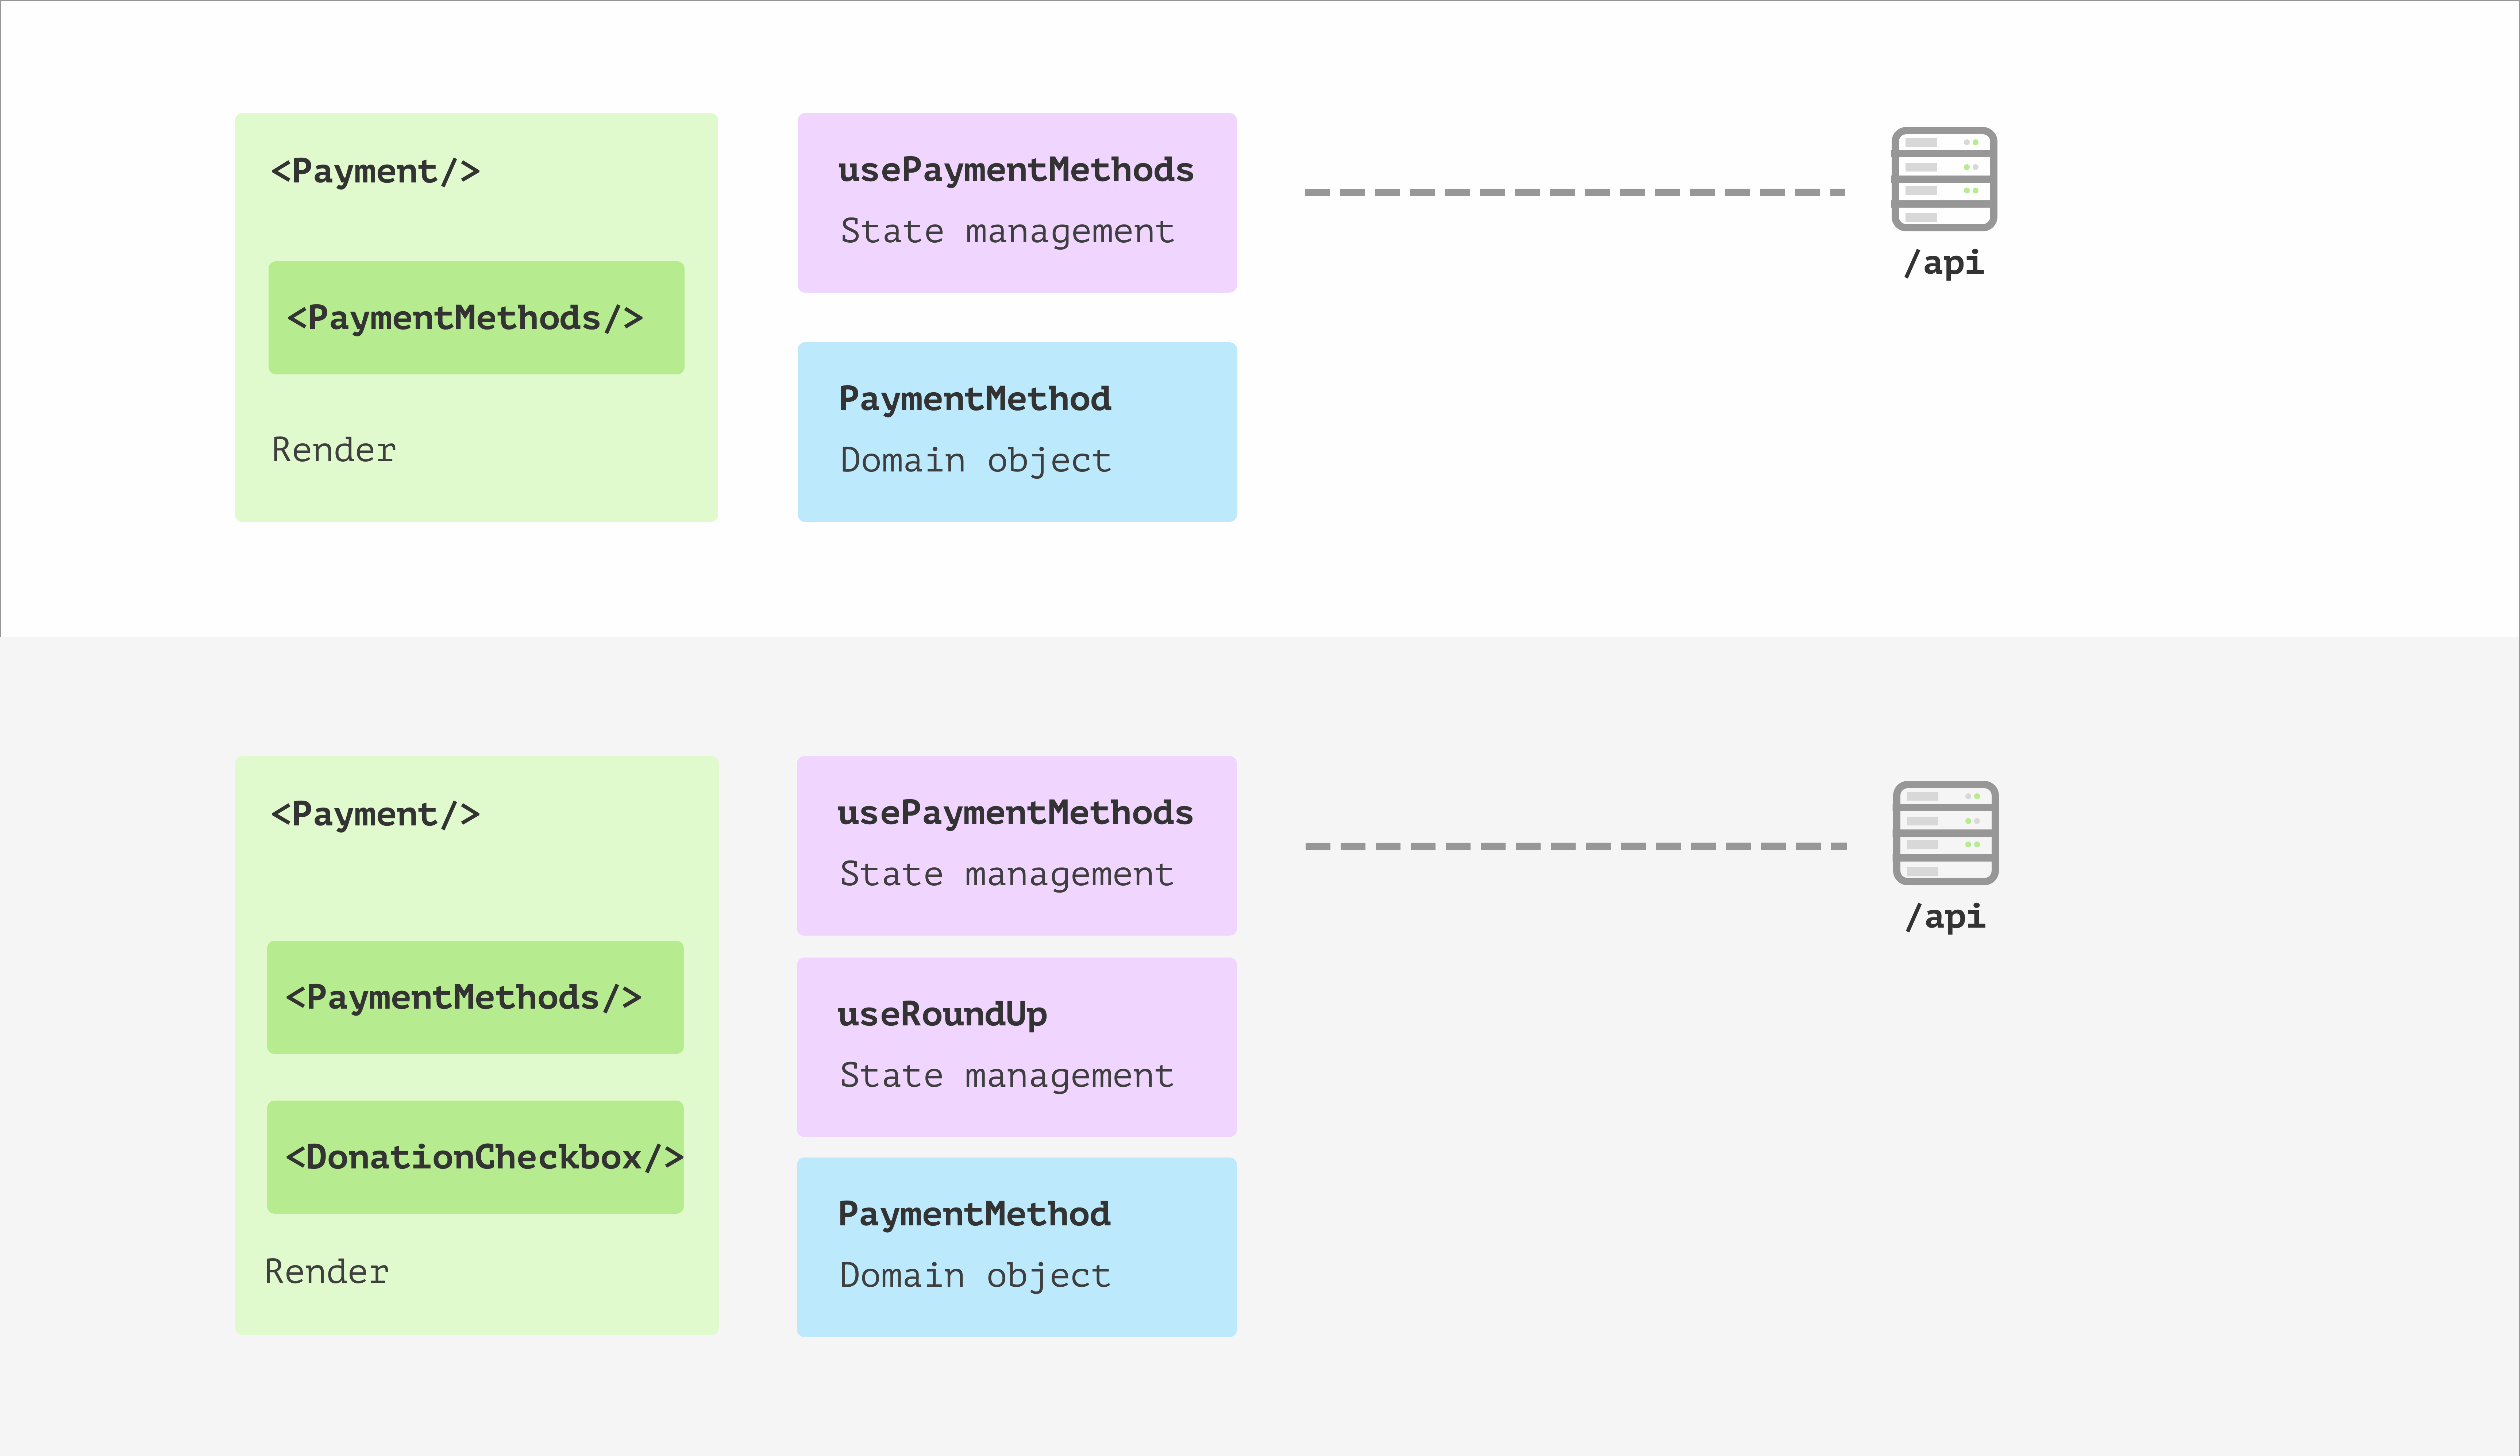 <Payment/>
<PaymentMethods/>
Render
usePaymentMethods
State management
PaymentMethod
Domain object
/api
<Payment/>
<PaymentMethods/>
<DonationCheckbox/>
Render
usePaymentMethods
State management
useRoundUp
State management
PaymentMethod
Domain object
/api